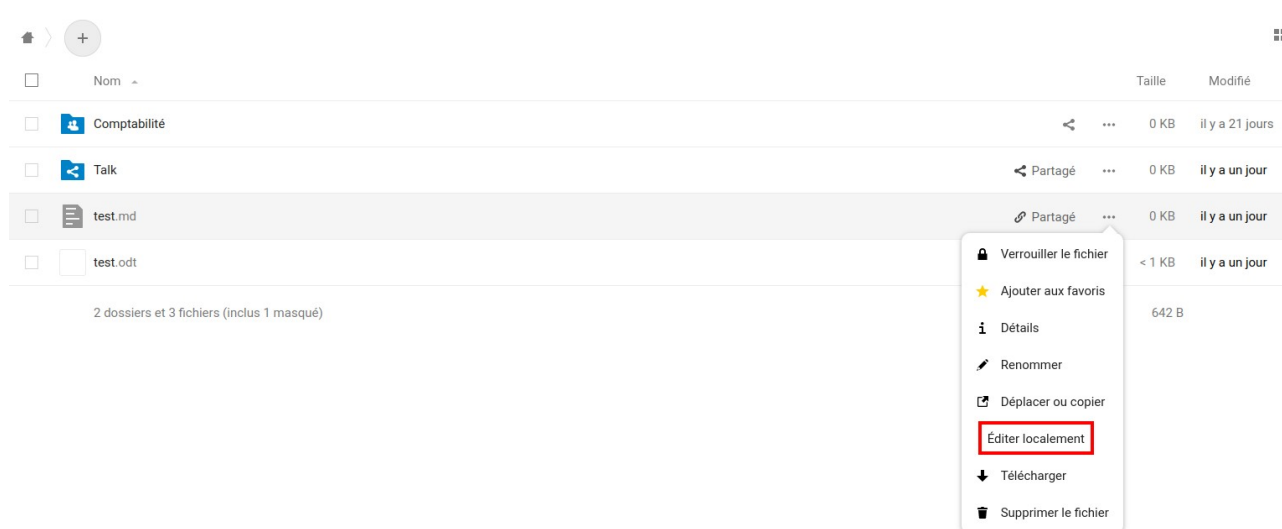 +
Nom Taille Modifié
Comptabilité 0 KB il y a 21 jours
Talk Partagé 0 KB il y a un jour
test.md Partagé 0 KB il y a un jour
Verrouiller le fichier
test.odt < 1 KB il y a un jour
Ajouter aux favoris
2 dossiers et 3 fichiers (inclus 1 masqué) 642 B
Détails
Renommer
Déplacer ou copier
Éditer localement
Télécharger
Supprimer le fichier